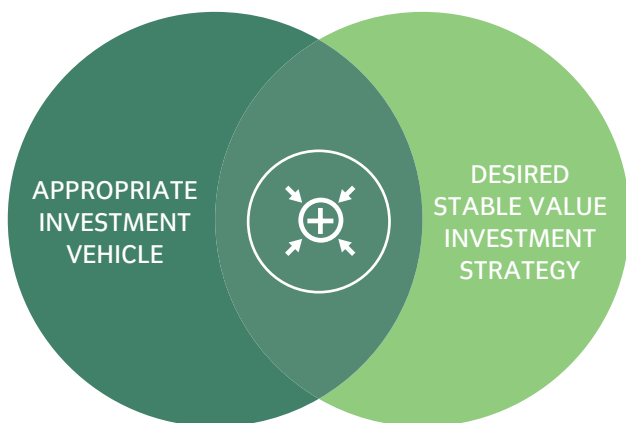 APPROPRIATE
INVESTMENT
VEHICLE
DESIRED
STABLE VALUE
INVESTMENT
STRATEGY